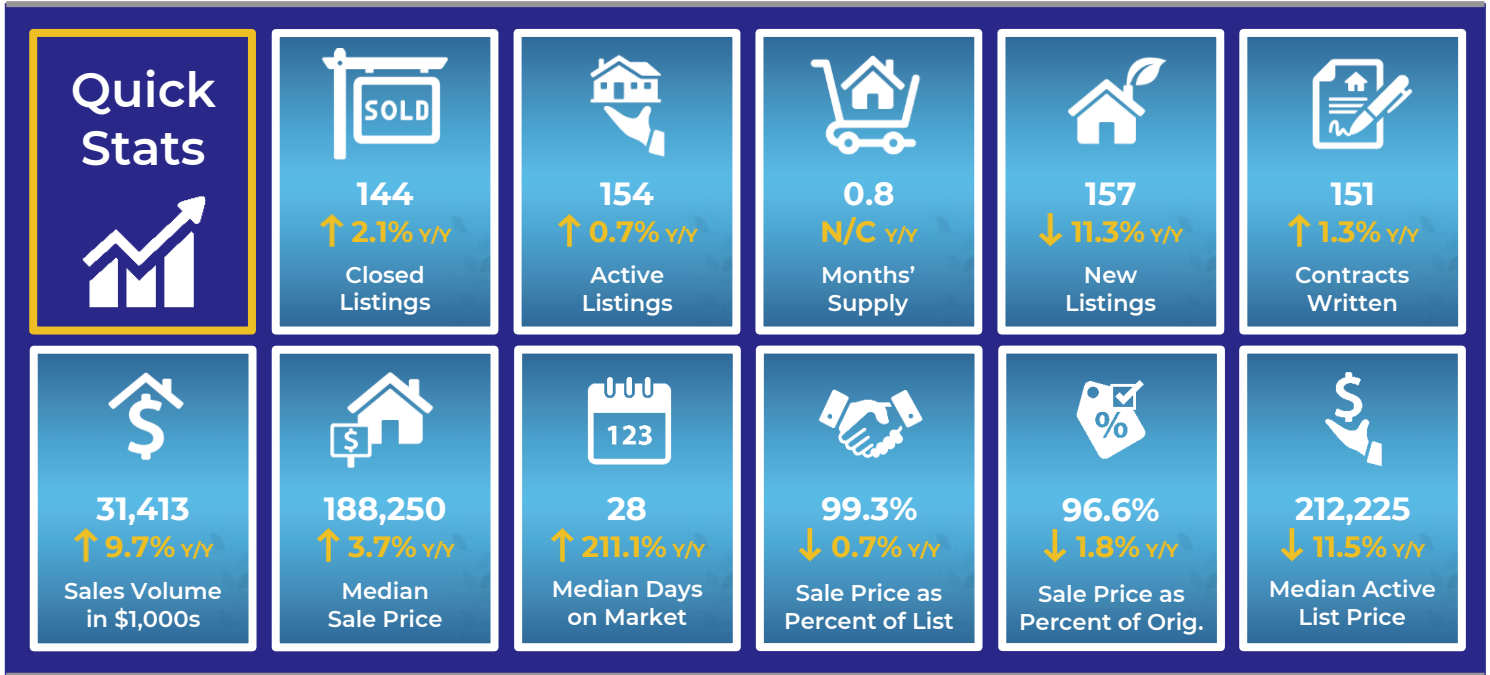 Quick
Stats
SOLD
144
↑ 2.1% Y/Y
Closed
Listings
154
↑ 0.7% Y/Y
Active
Listings
0.8
N/C Y/Y
Months’
Supply
157
↓ 11.3% Y/Y
New
Listings
151
↑ 1.3% Y/Y
Contracts
Written
$
31,413
↑ 9.7% Y/Y
Sales Volume
in $1,000s
$
188,250
↑ 3.7% Y/Y
Median
Sale Price
123
28
↑ 211.1% Y/Y
Median Days
on Market
99.3%
↓ 0.7% Y/Y
Sale Price as
Percent of List
%
96.6%
↓ 1.8% Y/Y
Sale Price as
Percent of Orig.
$
212,225
↓ 11.5% Y/Y
Median Active
List Price